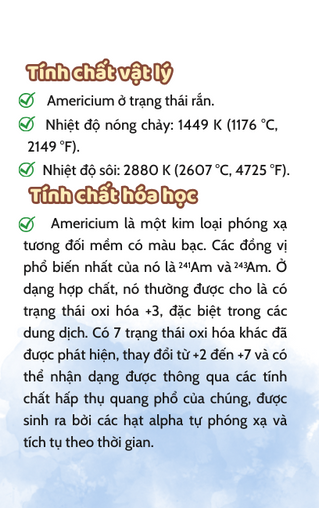 Tính chất vật lý
Americium ở trạng thái rắn.
Nhiệt độ nóng chảy: 1449 K (1176 °C,
2149 °F).
Nhiệt độ sôi: 2880 K (2607 °C, 4725 °F).
Tính chất hóa học
Americium là một kim loại phóng xạ
tương đối mềm có màu bạc. Các đồng vị
phổ biến nhất của nó là ²⁴¹Am và ²⁴³Am. Ở
dạng hợp chất, nó thường được cho là có
trạng thái oxi hóa +3, đặc biệt trong các
dung dịch. Có 7 trạng thái oxi hóa khác đã
được phát hiện, thay đổi từ +2 đến +7 và có
thể nhận dạng được thông qua các tính
chất hấp thụ quang phổ của chúng, được
sinh ra bởi các hạt alpha tự phóng xạ và
tích tụ theo thời gian.